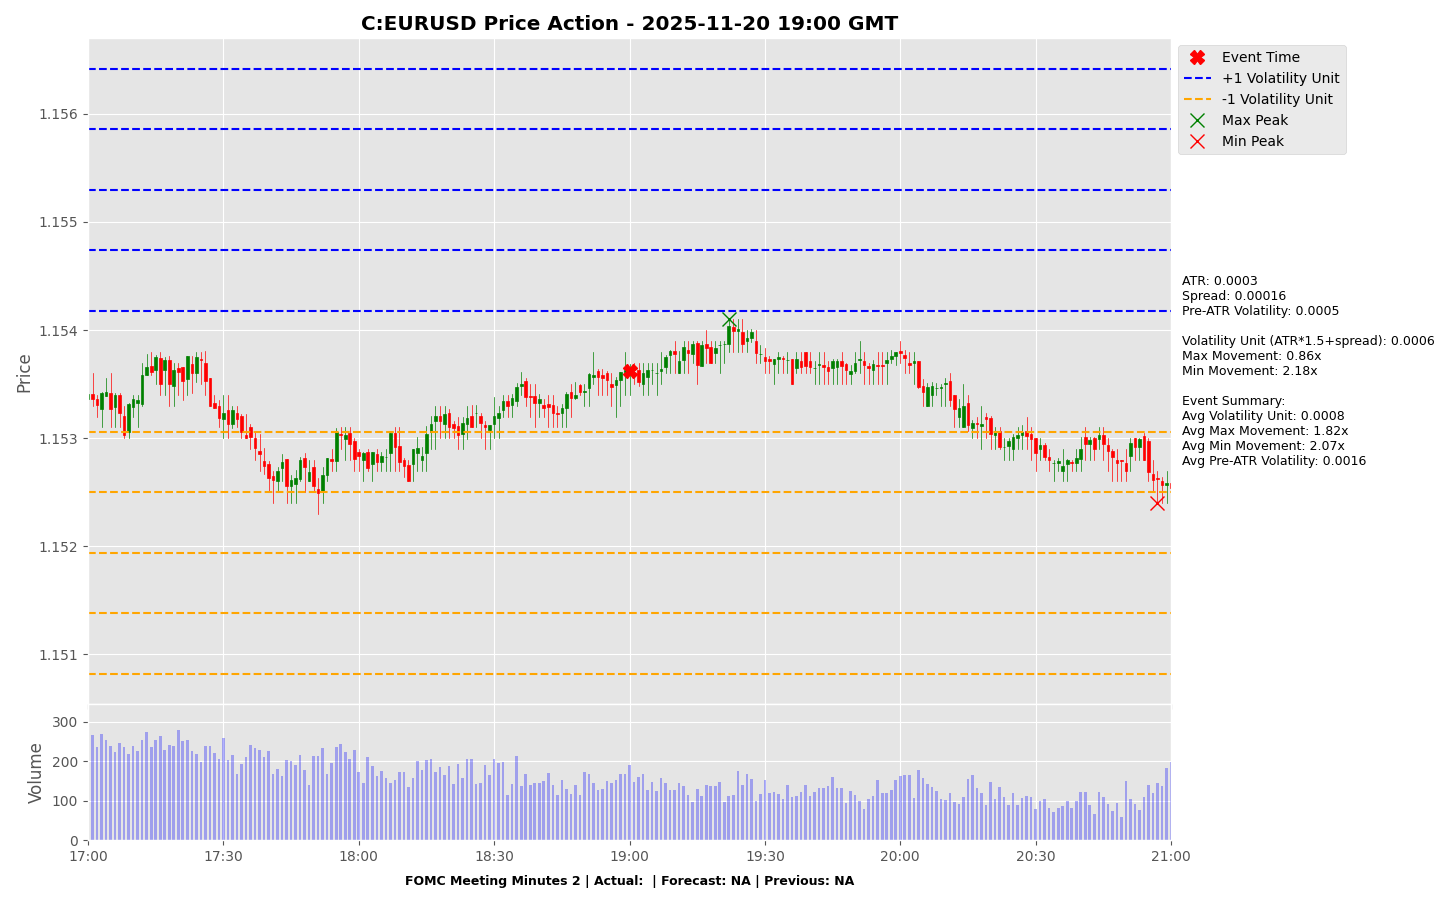 C:EURUSD Price Action - 2025-11-20 19:00 GMT
Event Time
+1 Volatility Unit
-1 Volatility Unit
Max Peak
Min Peak
1.156
1.155
1.154
1.153
1.152
1.151
Price
ATR: 0.0003
Spread: 0.00016
Pre-ATR Volatility: 0.0005
Volatility Unit (ATR*1.5+spread): 0.0006
Max Movement: 0.86x
Min Movement: 2.18x
Event Summary:
Avg Volatility Unit: 0.0008
Avg Max Movement: 1.82x
Avg Min Movement: 2.07x
Avg Pre-ATR Volatility: 0.0016
300
200
100
0
Volume
17:00 17:30 18:00 18:30 19:00 19:30 20:00 20:30 21:00
FOMC Meeting Minutes 2 | Actual:  | Forecast: NA | Previous: NA